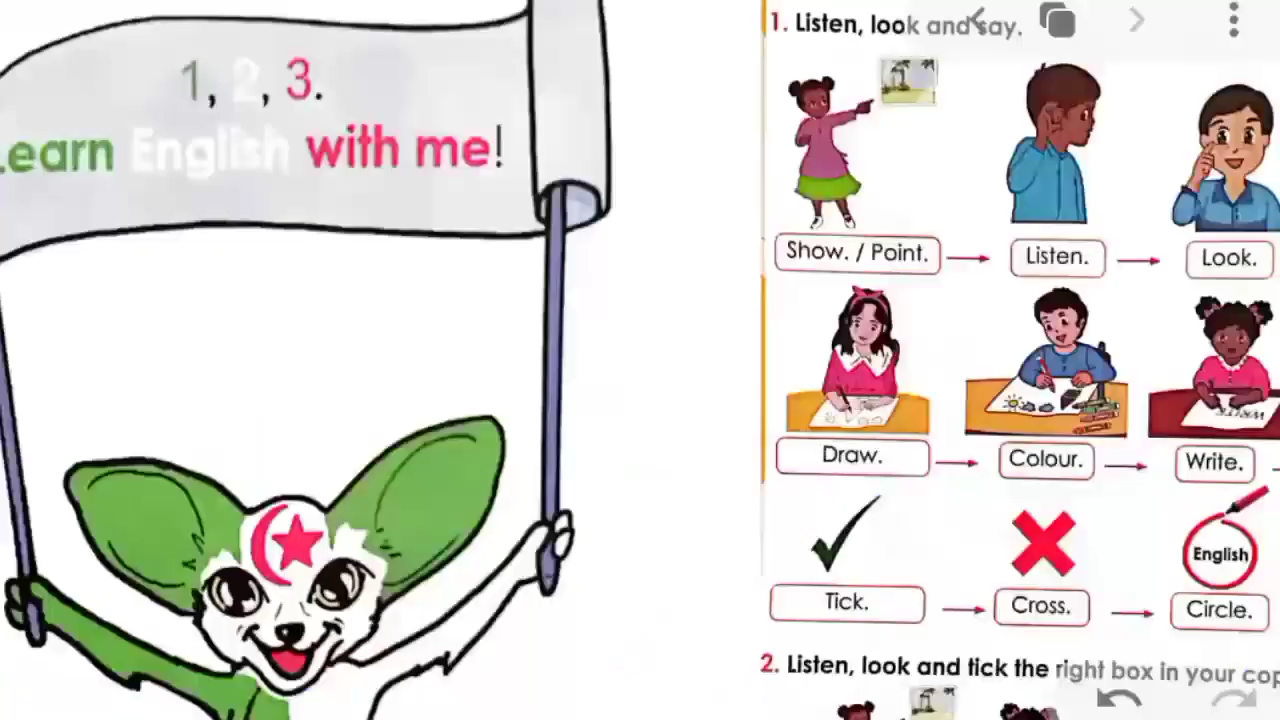 1, 2, 3.
Learn English with me!
1. Listen, look and say.
Show. / Point.
Listen.
Look.
Draw.
Colour.
Write.
Tick.
Cross.
English
Circle.
2. Listen, look and tick the right box in your cop